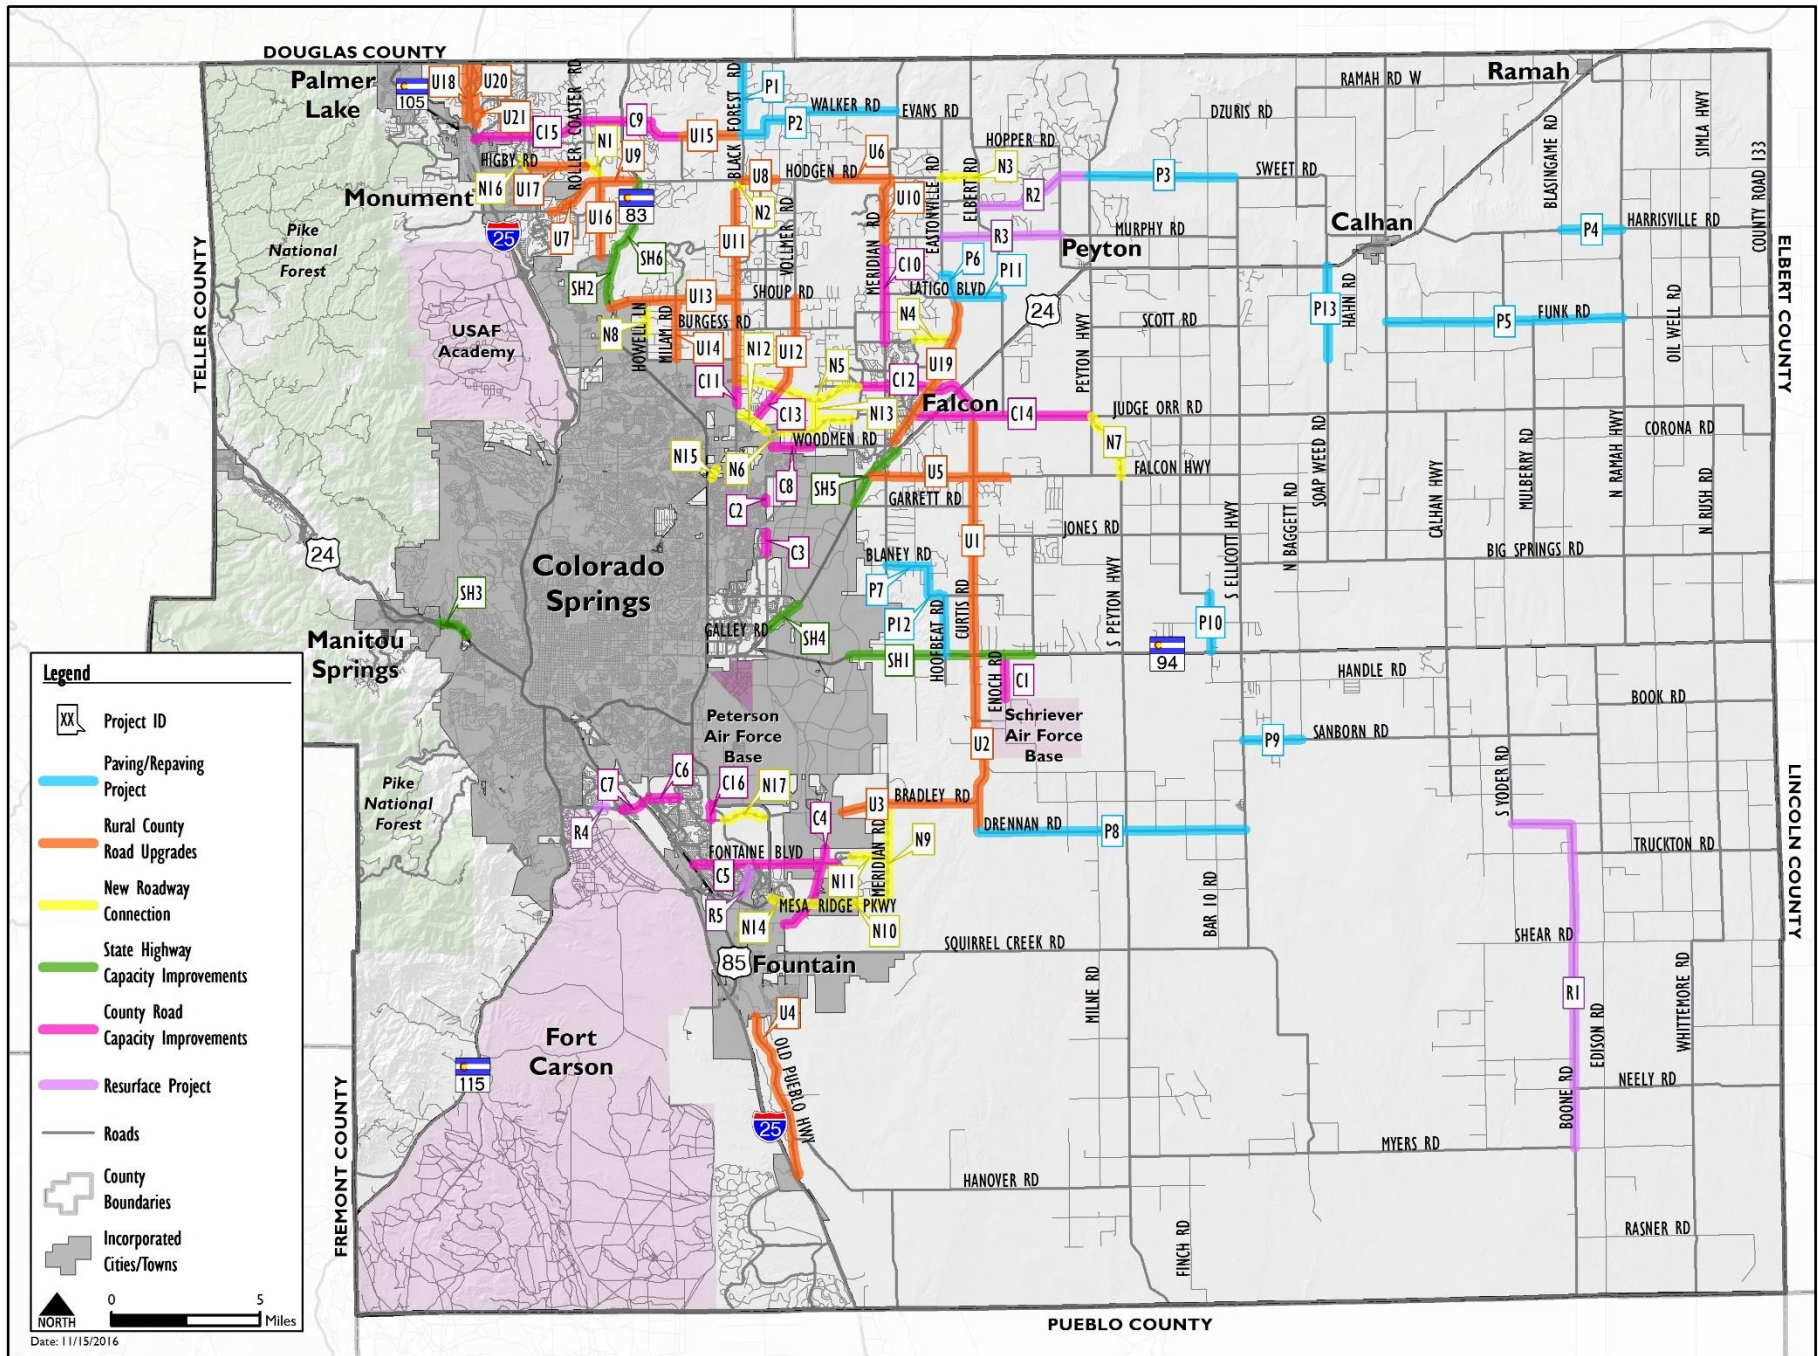 DOUGLAS COUNTY
Palmer
Lake
105
U18
U20
U21
C15
ROLLER COASTER RD
C9
U15
BLACK FOREST RD
P1
P2
WALKER RD
EVANS RD
RAMAH RD W
Ramah
DZURIS RD
SIMLA HWY
BLASINGAME RD
COUNTY ROAD 133
HIGBY RD
N1
U9
N16
U17
Monument
83
U8
HODGEN RD
U6
HOPPER RD
N3
ELBERT RD
EASTONVILLE RD
R2
P3
SWEET RD
Calhan
P4
HARRISVILLE RD
Pike
National
Forest
25
U7
U16
SH6
SH2
N2
U11
VOLLMER RD
MERIDIAN RD
U10
C10
R3
MURPHY RD
Peyton
P6
P11
LATIGO BLVD
24
P13
HAHN RD
P5
FUNK RD
OIL WELL RD
ELBERT COUNTY
TELLER COUNTY
USAF
Academy
U13
SHOUP RD
N8
HOWELL LN
MILAM RD
BURGESS RD
U14
N12
U12
N4
N5
U19
PEYTON HWY
SCOTT RD
C11
C12
C13
N13
Falcon
C14
JUDGE ORR RD
N7
CORONA RD
WOODMEN RD
N15
N6
C8
SH5
U5
GARRETT RD
FALCON HWY
SOAP WEED RD
CALHAN HWY
MULBERRY RD
N RAMAH HWY
N RUSH RD
C2
C3
U1
JONES RD
S ELLICOTT HWY
N BAGGETT RD
BIG SPRINGS RD
24
Colorado
Springs
BLANEY RD
P7
P12
HOOFBEAT RD
CURTIS RD
S PEYTON HWY
P10
SH3
Manitou
Springs
GALLEY RD
SH4
SH1
94
ENOCH RD
C1
HANDLE RD
BOOK RD
Peterson
Air Force
Base
Schriever
Air Force
Base
U2
P9
SANBORN RD
S YODER RD
Pike
National
Forest
C7
C6
C16
N17
C4
U3
BRADLEY RD
R4
DRENNAN RD
P8
TRUCKTON RD
LINCOLN COUNTY
FONTAINE BLVD
C5
N11
MERIDIAN RD
N9
R5
N14
MESA RIDGE PKWY
N10
BAR 10 RD
SHEAR RD
SQUIRREL CREEK RD
85
Fountain
MILNE RD
R1
EDISON RD
WHITTEMORE RD
U4
OLD PUEBLO HWY
Fort
Carson
115
25
BOONE RD
NEELY RD
MYERS RD
HANOVER RD
FINCH RD
RASNER RD
FREMONT COUNTY
PUEBLO COUNTY
Legend
XX
Project ID
Paving/Repaving
Project
Rural County
Road Upgrades
New Roadway
Connection
State Highway
Capacity Improvements
County Road
Capacity Improvements
Resurface Project
Roads
County
Boundaries
Incorporated
Cities/Towns
NORTH
0 5
Miles
Date: 11/15/2016